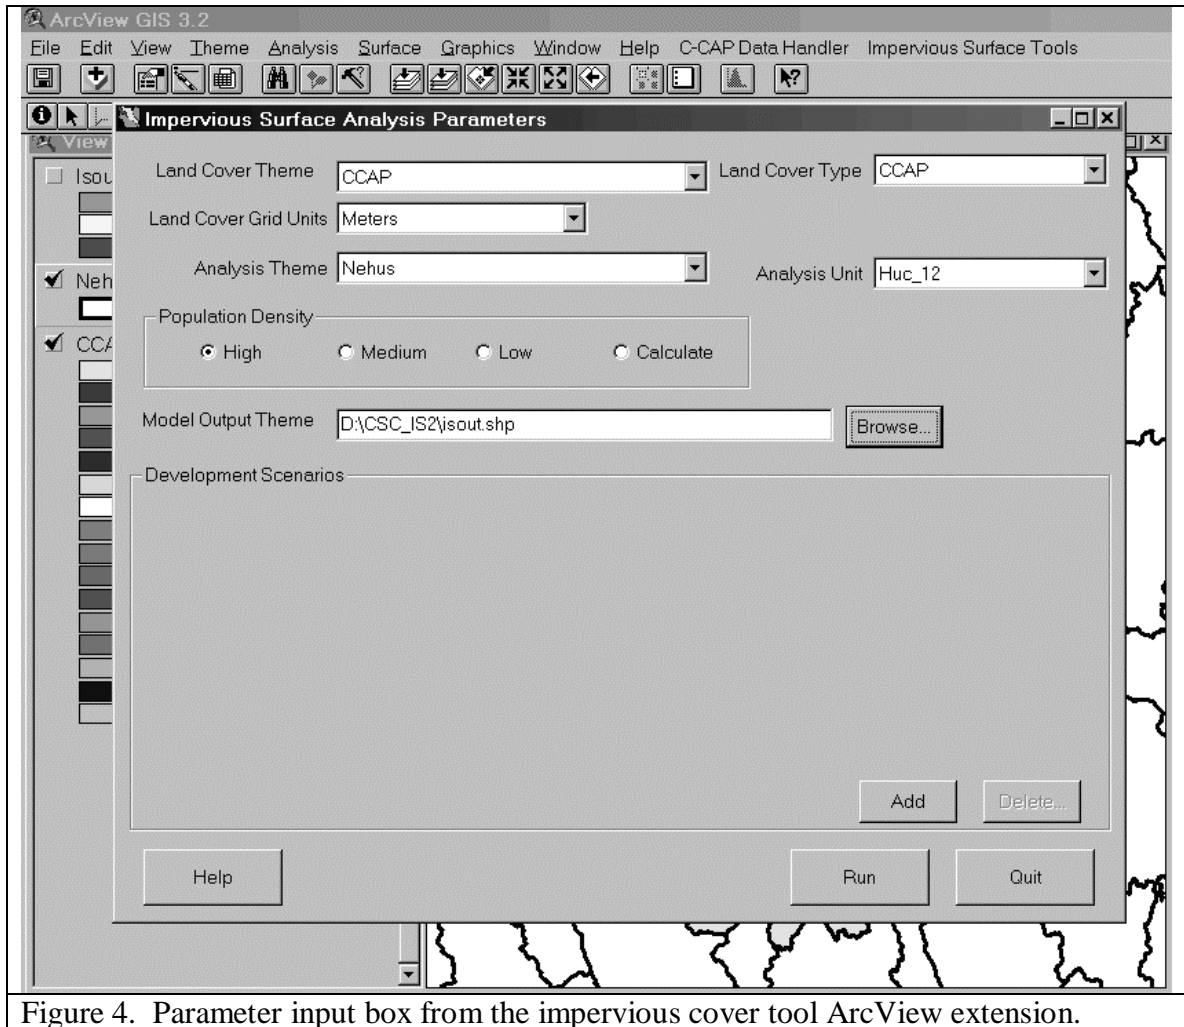 ArcView GIS 3.2
File Edit View Theme Analysis Surface Graphics Window Help C-CAP Data Handler Impervious Surface Tools
Impervious Surface Analysis Parameters
View
Isou
Neh
CCA
Land Cover Theme CCAP Land Cover Type CCAP
Land Cover Grid Units Meters
Analysis Theme Nehus Analysis Unit Huc_12
Population Density
High Medium Low Calculate
Model Output Theme D:\CSC_IS2\isout.shp Browse...
Development Scenarios
Add Delete...
Help Run Quit
Figure 4. Parameter input box from the impervious cover tool ArcView extension.